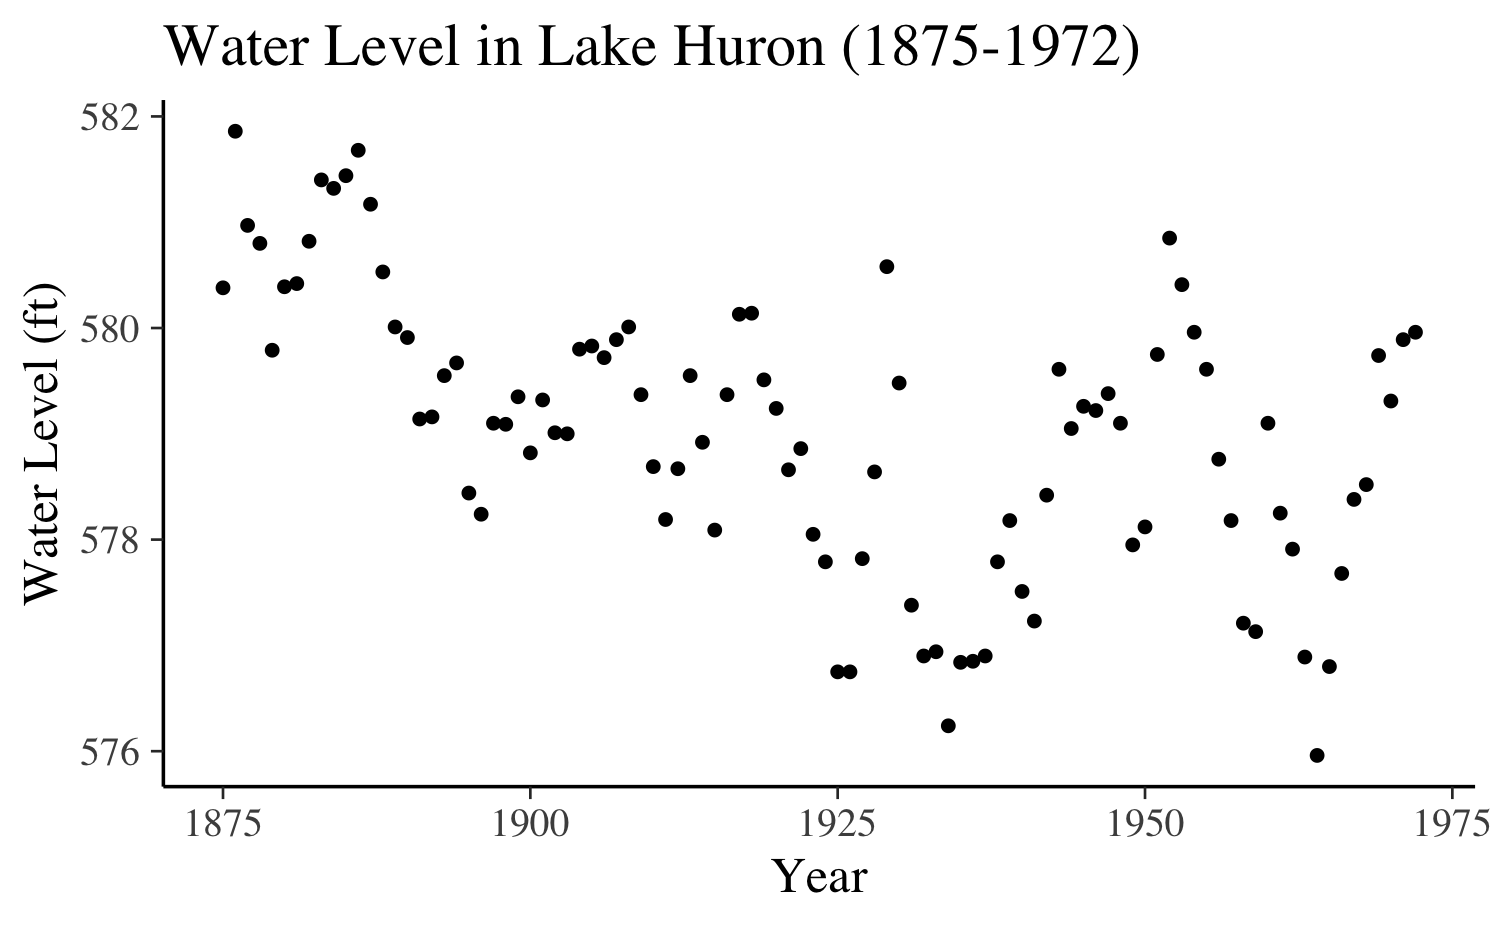 Water Level in Lake Huron (1875-1972)
Water Level (ft)
582
580
578
576
1875 1900 1925 1950 1975
Year